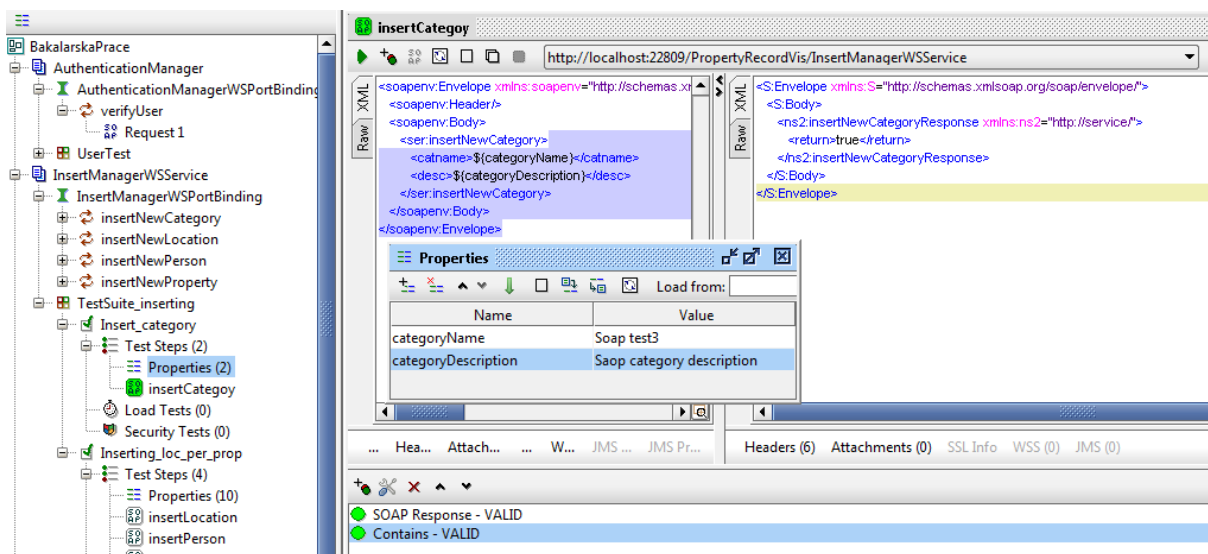 BakalarskaPrace
AuthenticationManager
AuthenticationManagerWSPortBinding
verifyUser
Request 1
UserTest
InsertManagerWSService
InsertManagerWSPortBinding
insertNewCategory
insertNewLocation
insertNewPerson
insertNewProperty
TestSuite_inserting
Insert_category
Test Steps (2)
Properties (2)
insertCategoy
Load Tests (0)
Security Tests (0)
Inserting_loc_per_prop
Test Steps (4)
Properties (10)
insertLocation
insertPerson
insertCategoy
http://localhost:22809/PropertyRecordVis/InsertManagerWSService
XML
Raw
<soapenv:Envelope xmlns:soapenv="http://schemas.xr
<soapenv:Header/>
<soapenv:Body>
<ser:insertNewCategory>
<catname>${categoryName}</catname>
<desc>${categoryDescription}</desc>
</ser:insertNewCategory>
</soapenv:Body>
</soapenv:Envelope>
XML
Raw
<S:Envelope xmlns:S="http://schemas.xmlsoap.org/soap/envelope/">
<S:Body>
<ns2:insertNewCategoryResponse xmlns:ns2="http://service/">
<return>true</return>
</ns2:insertNewCategoryResponse>
</S:Body>
</S:Envelope>
Properties
Load from:
Name Value
categoryName Soap test3
categoryDescription Saop category description
... Hea... Attach... ... W... JMS ... JMS Pr...
Headers (6) Attachments (0) SSL Info WSS (0) JMS (0)
SOAP Response - VALID
Contains - VALID